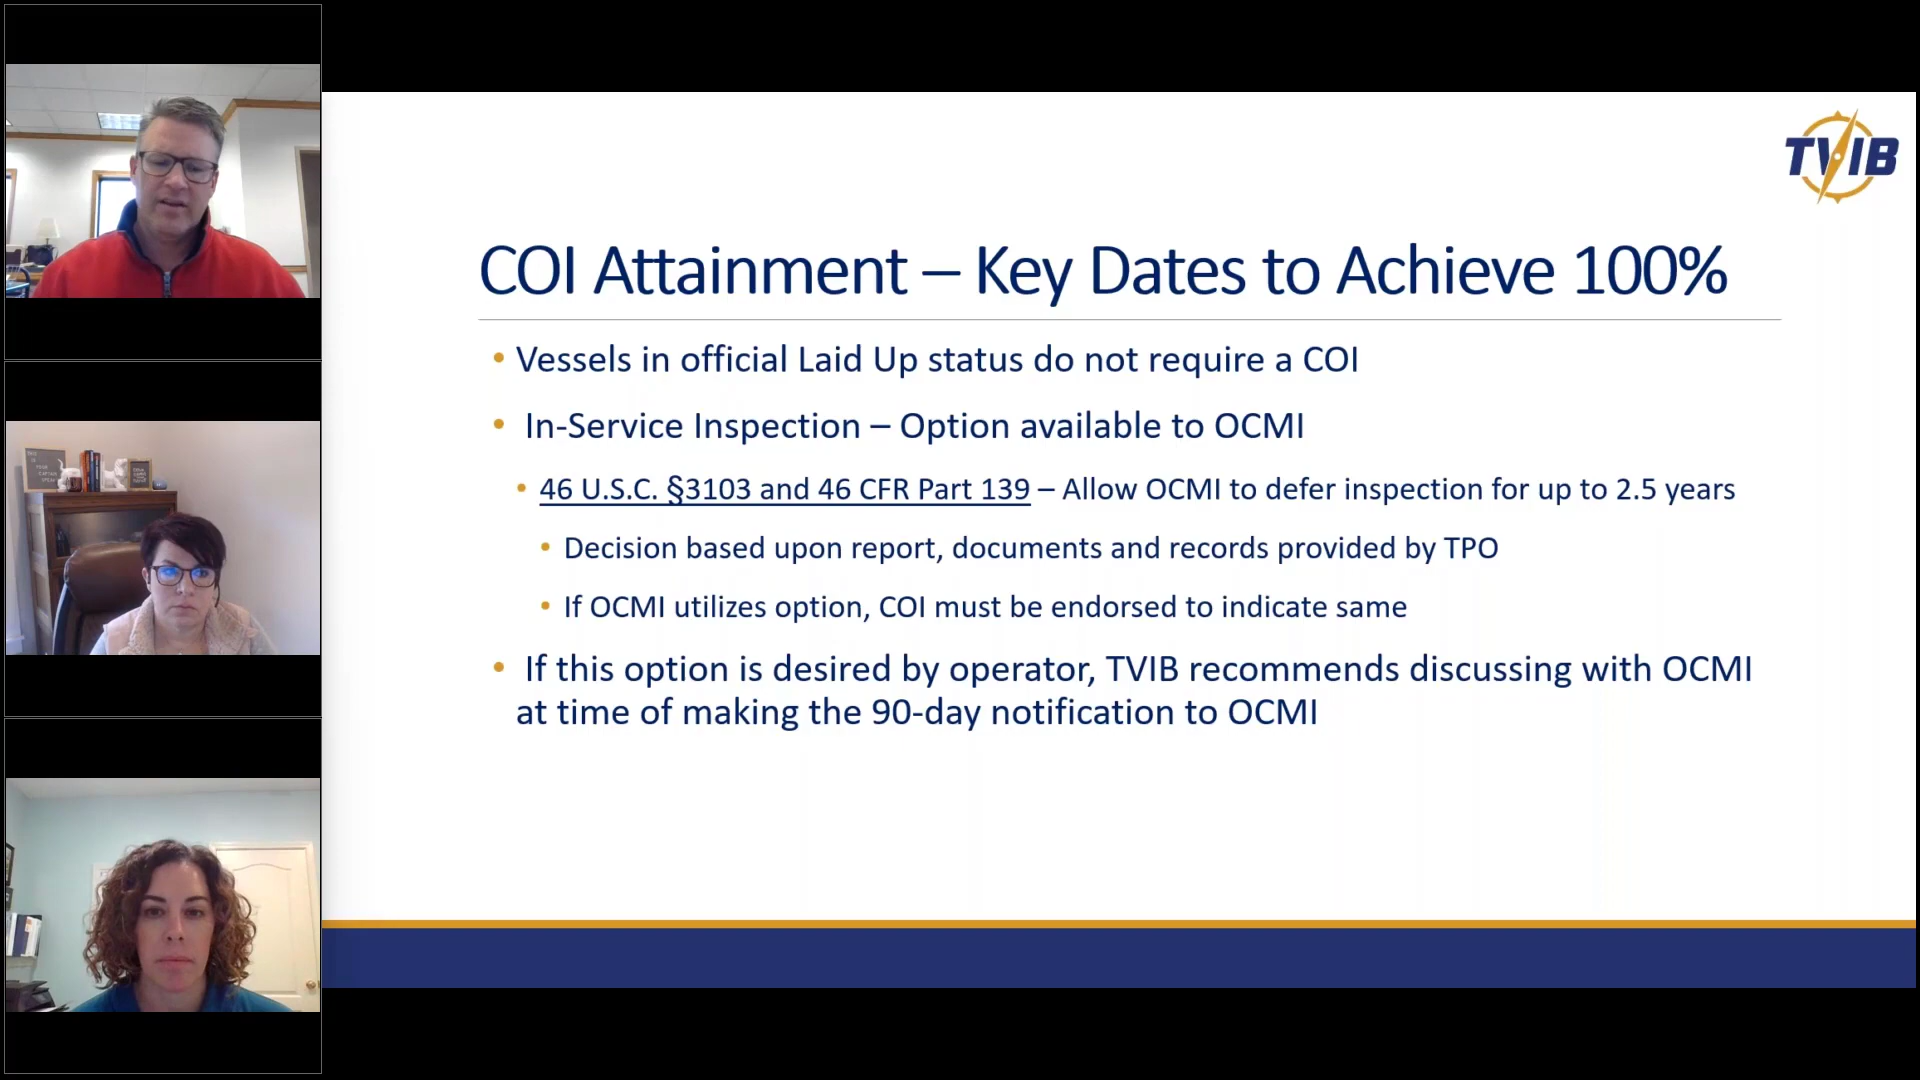 TVIB
COI Attainment – Key Dates to Achieve 100%
• Vessels in official Laid Up status do not require a COI
• In-Service Inspection – Option available to OCMI
• 46 U.S.C. §3103 and 46 CFR Part 139 – Allow OCMI to defer inspection for up to 2.5 years
• Decision based upon report, documents and records provided by TPO
• If OCMI utilizes option, COI must be endorsed to indicate same
• If this option is desired by operator, TVIB recommends discussing with OCMI
at time of making the 90-day notification to OCMI